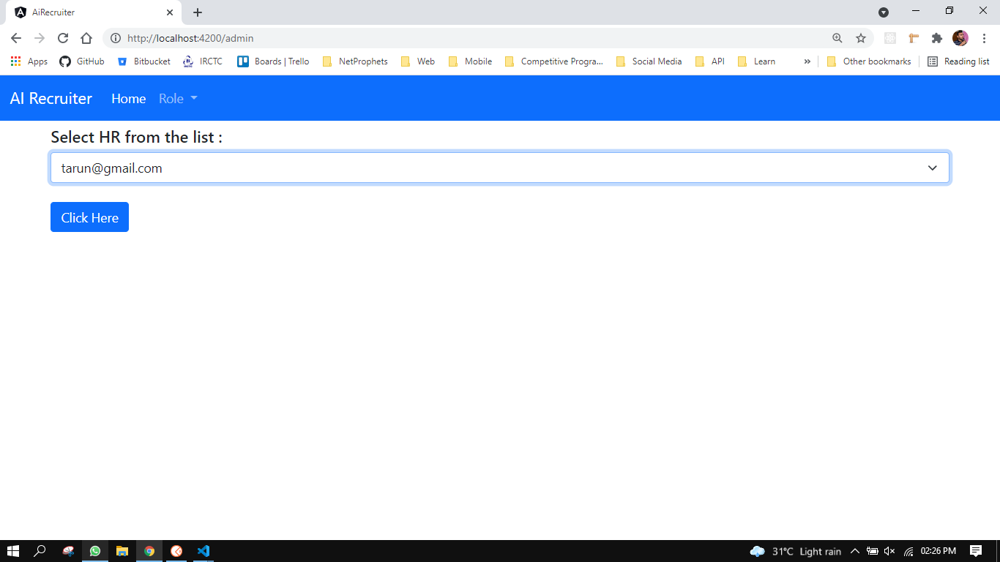 AiRecruiter
http://localhost:4200/admin
Apps GitHub Bitbucket IRCTC Boards | Trello NetProphets Web Mobile Competitive Progra... Social Media API Learn » Other bookmarks Reading list
AI Recruiter Home Role
Select HR from the list :
tarun@gmail.com
Click Here
31°C Light rain 02:26 PM